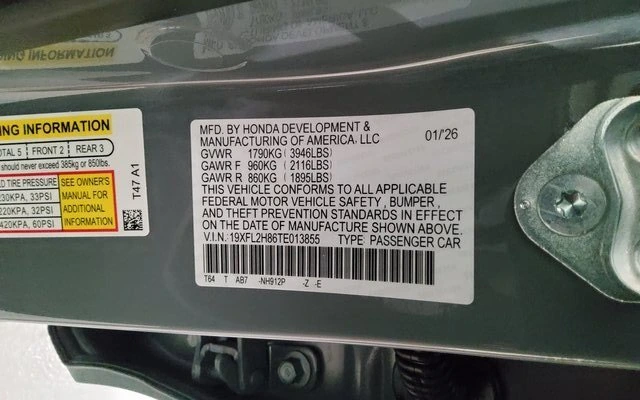 NG INFORMATION
OTAL 5 FRONT 2 REAR 3
should never exceed 385kg or 850lbs.
D TIRE PRESSURE
230KPA, 33PSI
220KPA, 32PSI
420KPA, 60PSI
SEE OWNER'S
MANUAL FOR
ADDITIONAL
INFORMATION
T47 A1
MFD. BY HONDA DEVELOPMENT &
MANUFACTURING OF AMERICA, LLC 01/'26
GVWR 1790KG (3946LBS)
GAWR F 960KG (2116LBS)
GAWR R 860KG (1895LBS)
THIS VEHICLE CONFORMS TO ALL APPLICABLE
FEDERAL MOTOR VEHICLE SAFETY, BUMPER,
AND THEFT PREVENTION STANDARDS IN EFFECT
ON THE DATE OF MANUFACTURE SHOWN ABOVE.
V.I.N.: 19XFL2H86TE013855 TYPE: PASSENGER CAR
T64 T AB7 -NH912P -Z -E